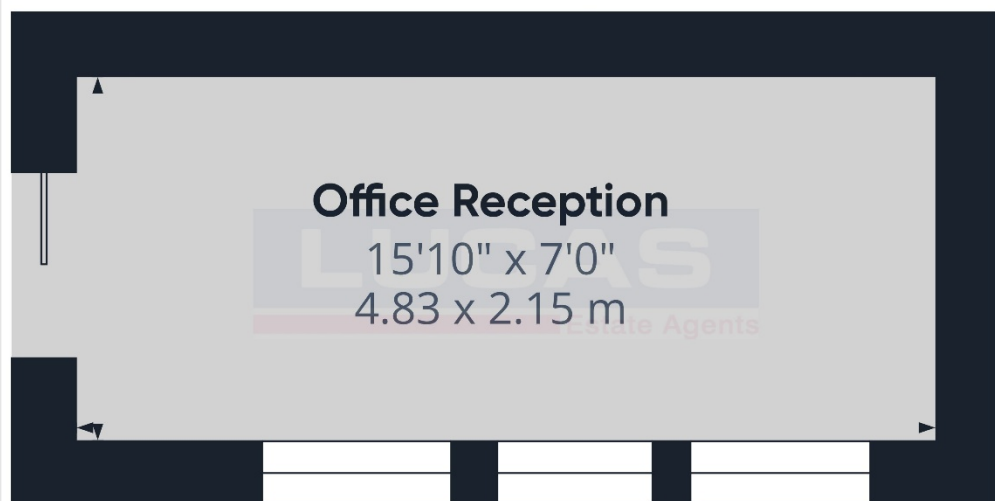 Office Reception
15'10" x 7'0"
4.83 x 2.15 m
LUCAS
Estate Agents